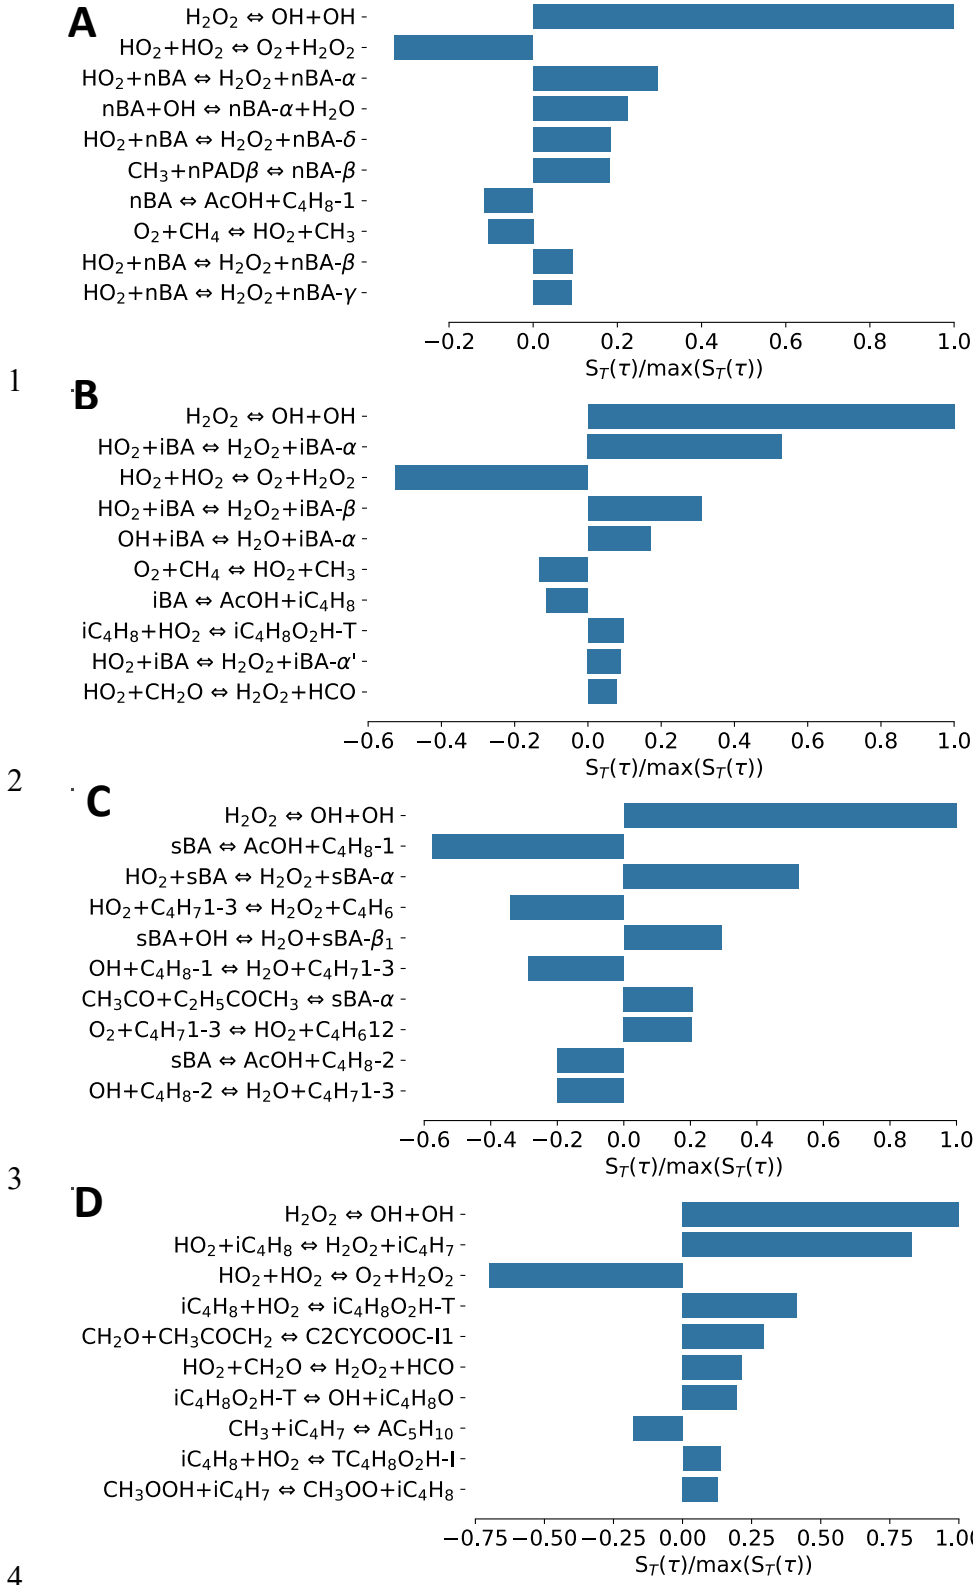 A
H₂O₂ ⇔ OH+OH
HO₂+HO₂ ⇔ O₂+H₂O₂
HO₂+nBA ⇔ H₂O₂+nBA-α
nBA+OH ⇔ nBA-α+H₂O
HO₂+nBA ⇔ H₂O₂+nBA-δ
CH₃+nPADβ ⇔ nBA-β
nBA ⇔ AcOH+C₄H₈-1
O₂+CH₄ ⇔ HO₂+CH₃
HO₂+nBA ⇔ H₂O₂+nBA-β
HO₂+nBA ⇔ H₂O₂+nBA-γ
−0.2 0.0 0.2 0.4 0.6 0.8 1.0
S_T(τ)/max(S_T(τ))
1
B
H₂O₂ ⇔ OH+OH
HO₂+iBA ⇔ H₂O₂+iBA-α
HO₂+HO₂ ⇔ O₂+H₂O₂
HO₂+iBA ⇔ H₂O₂+iBA-β
OH+iBA ⇔ H₂O+iBA-α
O₂+CH₄ ⇔ HO₂+CH₃
iBA ⇔ AcOH+iC₄H₈
iC₄H₈+HO₂ ⇔ iC₄H₈O₂H-T
HO₂+iBA ⇔ H₂O₂+iBA-α'
HO₂+CH₂O ⇔ H₂O₂+HCO
−0.6 −0.4 −0.2 0.0 0.2 0.4 0.6 0.8 1.0
S_T(τ)/max(S_T(τ))
2
C
H₂O₂ ⇔ OH+OH
sBA ⇔ AcOH+C₄H₈-1
HO₂+sBA ⇔ H₂O₂+sBA-α
HO₂+C₄H₇1-3 ⇔ H₂O₂+C₄H₆
sBA+OH ⇔ H₂O+sBA-β₁
OH+C₄H₈-1 ⇔ H₂O+C₄H₇1-3
CH₃CO+C₂H₅COCH₃ ⇔ sBA-α
O₂+C₄H₇1-3 ⇔ HO₂+C₄H₆12
sBA ⇔ AcOH+C₄H₈-2
OH+C₄H₈-2 ⇔ H₂O+C₄H₇1-3
−0.6 −0.4 −0.2 0.0 0.2 0.4 0.6 0.8 1.0
S_T(τ)/max(S_T(τ))
3
D
H₂O₂ ⇔ OH+OH
HO₂+iC₄H₈ ⇔ H₂O₂+iC₄H₇
HO₂+HO₂ ⇔ O₂+H₂O₂
iC₄H₈+HO₂ ⇔ iC₄H₈O₂H-T
CH₂O+CH₃COCH₂ ⇔ C2CYCOOC-I1
HO₂+CH₂O ⇔ H₂O₂+HCO
iC₄H₈O₂H-T ⇔ OH+iC₄H₈O
CH₃+iC₄H₇ ⇔ AC₅H₁₀
iC₄H₈+HO₂ ⇔ TC₄H₈O₂H-I
CH₃OOH+iC₄H₇ ⇔ CH₃OO+iC₄H₈
−0.75 −0.50 −0.25 0.00 0.25 0.50 0.75 1.00
S_T(τ)/max(S_T(τ))
4